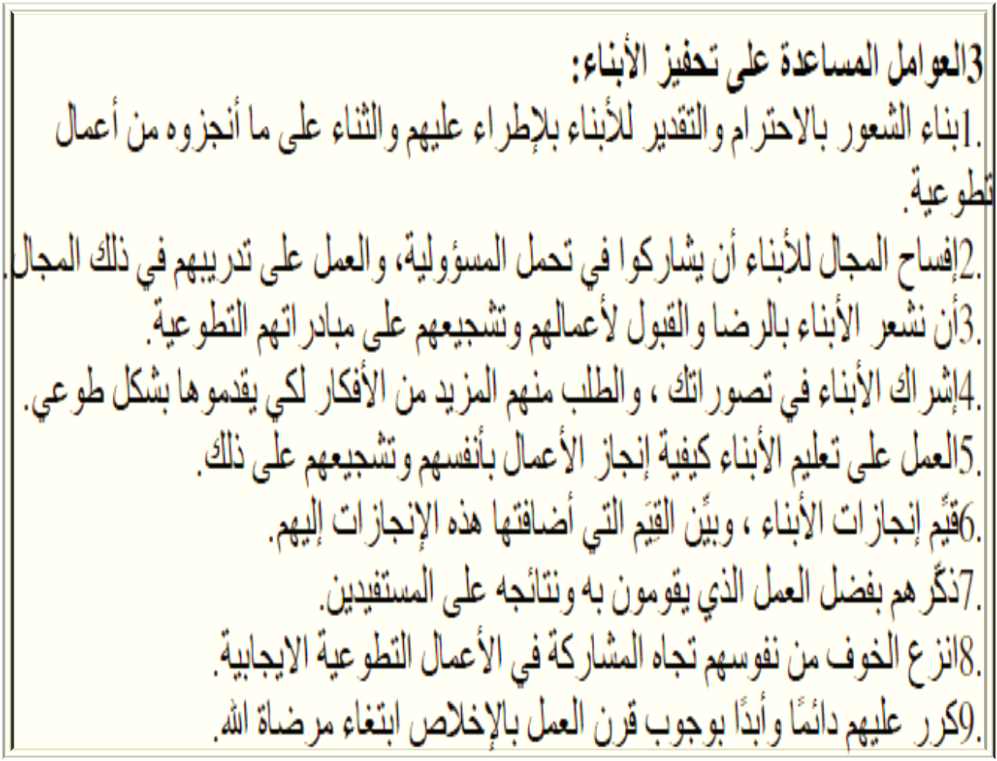 3العوامل المساعدة على تحفيز الأبناء:
.1بناء الشعور بالاحترام والتقدير للأبناء بلإطراء عليهم والثناء على ما أنجزوه من أعمال
تطوعية.
.2إفساح المجال للأبناء أن يشاركوا في تحمل المسؤولية، والعمل على تدريبهم في ذلك المجال.
.3أن نشعر الأبناء بالرضا والقبول لأعمالهم وتشجيعهم على مبادراتهم التطوعية.
.4إشراك الأبناء في تصوراتك ، والطلب منهم المزيد من الأفكار لكي يقدموها بشكل طوعي.
.5العمل على تعليم الأبناء كيفية إنجاز الأعمال بأنفسهم وتشجيعهم على ذلك.
.6قيِّم إنجازات الأبناء ، وبيِّن القِيَم التي أضافتها هذه الإنجازات إليهم.
.7ذكِّرهم بفضل العمل الذي يقومون به ونتائجه على المستفيدين.
.8انزع الخوف من نفوسهم تجاه المشاركة في الأعمال التطوعية الايجابية.
.9كرر عليهم دائمًا وأبدًا بوجوب قرن العمل بالإخلاص ابتغاء مرضاة الله.